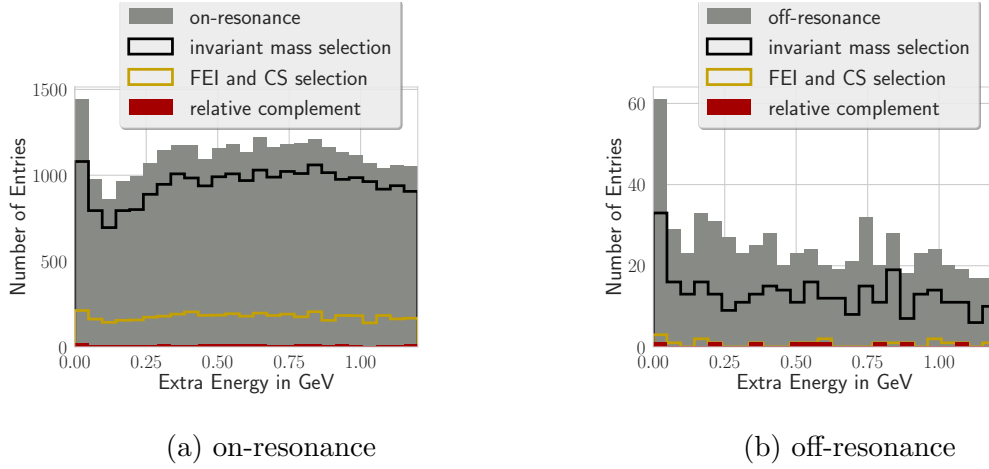 on-resonance
invariant mass selection
FEI and CS selection
relative complement
1500
1000
500
0
Number of Entries
0.00 0.25 0.50 0.75 1.00
Extra Energy in GeV
(a) on-resonance
off-resonance
invariant mass selection
FEI and CS selection
relative complement
60
40
20
0
Number of Entries
0.00 0.25 0.50 0.75 1.00
Extra Energy in GeV
(b) off-resonance